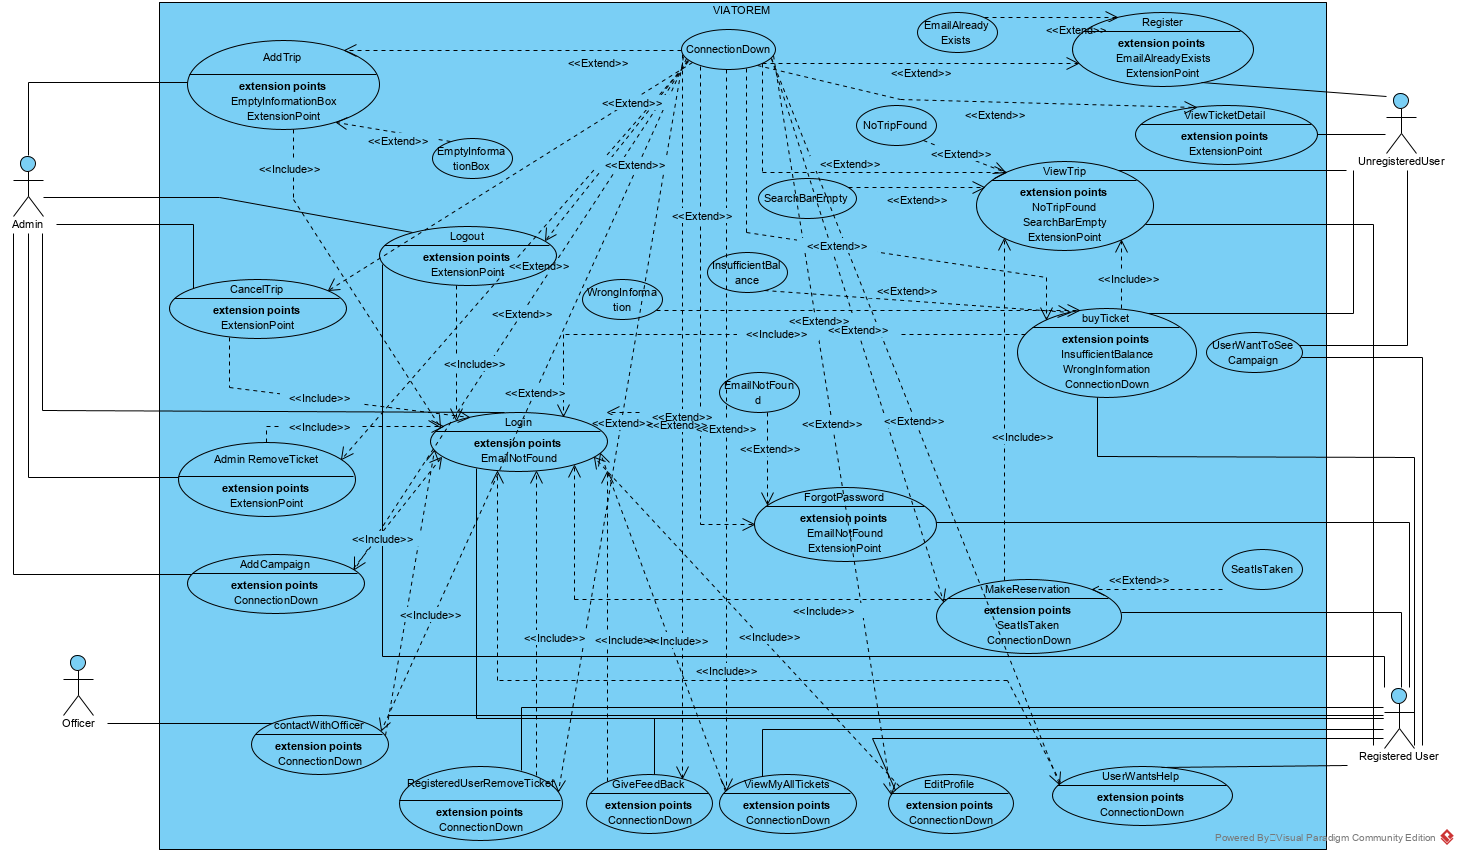 VIATOREM
ConnectionDown
EmailAlready
Exists
Register
extension points
EmailAlreadyExists
ExtensionPoint
<<Extend>>
AddTrip
extension points
EmptyInformationBox
ExtensionPoint
<<Extend>>
<<Extend>>
<<Extend>>
NoTripFound
<<Extend>>
ViewTicketDetail
extension points
ExtensionPoint
UnregisteredUser
<<Extend>>
EmptyInforma
tionBox
<<Include>>
<<Extend>>
<<Extend>>
<<Extend>>
ViewTrip
extension points
NoTripFound
SearchBarEmpty
ExtensionPoint
SearchBarEmpty
<<Extend>>
Admin
<<Extend>>
Logout
extension points
ExtensionPoint
<<Extend>>
<<Extend>>
InsufficientBal
ance
<<Include>>
CancelTrip
extension points
ExtensionPoint
WrongInforma
tion
<<Extend>>
<<Extend>>
<<Extend>>
<<Extend>>
<<Include>>
buyTicket
extension points
InsufficientBalance
WrongInformation
ConnectionDown
UserWantToSee
Campaign
<<Include>>
EmailNotFoun
d
<<Include>>
<<Extend>>
<<Extend>>
<<Extend>>
<<Extend>>
<<Extend>>
<<Extend>>
<<Extend>>
<<Include>>
Login
extension points
EmailNotFound
<<Include>>
<<Extend>>
Admin RemoveTicket
extension points
ExtensionPoint
ForgotPassword
extension points
EmailNotFound
ExtensionPoint
<<Include>>
AddCampaign
extension points
ConnectionDown
SeatIsTaken
<<Extend>>
MakeReservation
extension points
SeatIsTaken
ConnectionDown
<<Include>>
<<Include>>
<<Include>>
<<Include>>
<<Include>>
<<Include>>
<<Include>>
Officer
contactWithOfficer
extension points
ConnectionDown
Registered User
RegisteredUserRemoveTicket
extension points
ConnectionDown
GiveFeedBack
extension points
ConnectionDown
ViewMyAllTickets
extension points
ConnectionDown
EditProfile
extension points
ConnectionDown
UserWantsHelp
extension points
ConnectionDown
Powered By Visual Paradigm Community Edition